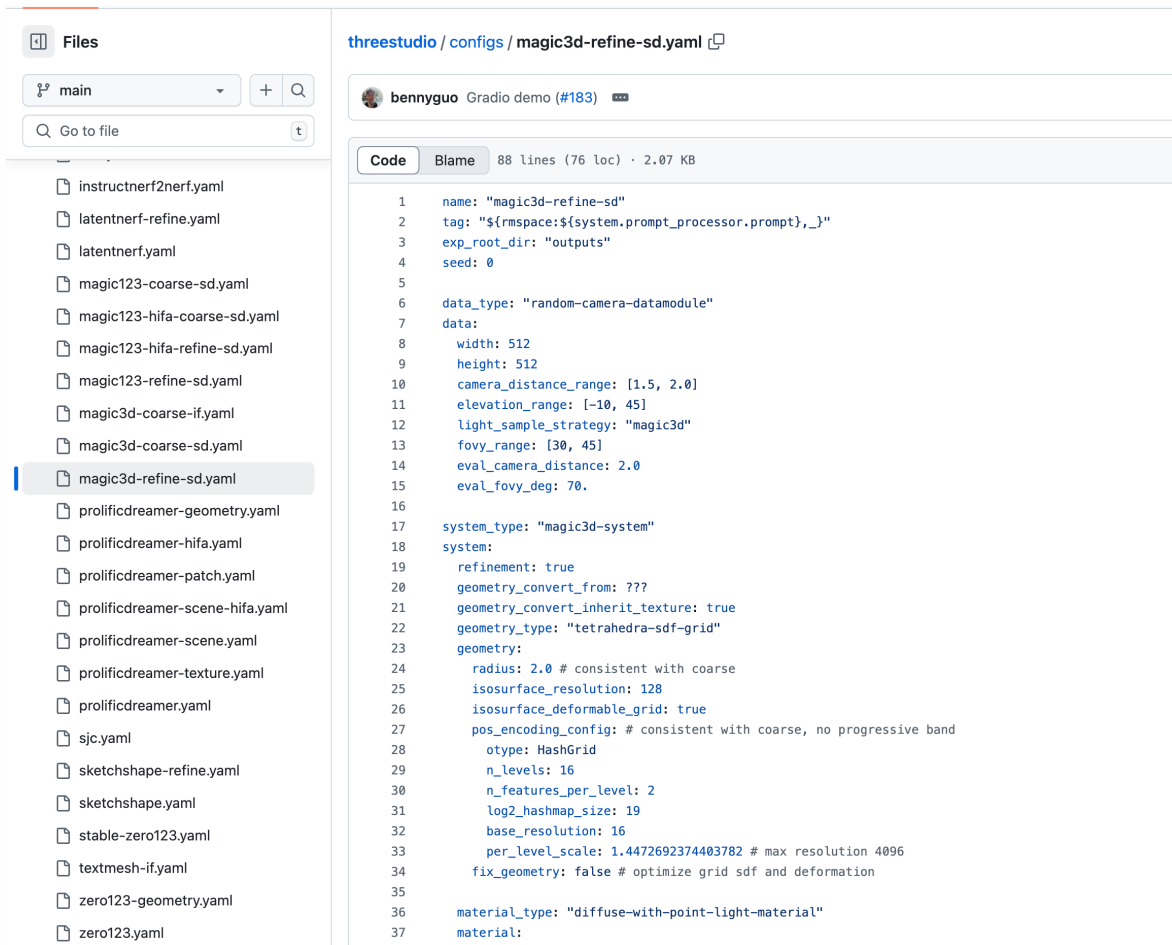 Files
main
Go to file
t
instructnerf2nerf.yaml
latentnerf-refine.yaml
latentnerf.yaml
magic123-coarse-sd.yaml
magic123-hifa-coarse-sd.yaml
magic123-hifa-refine-sd.yaml
magic123-refine-sd.yaml
magic3d-coarse-if.yaml
magic3d-coarse-sd.yaml
magic3d-refine-sd.yaml
prolificdreamer-geometry.yaml
prolificdreamer-hifa.yaml
prolificdreamer-patch.yaml
prolificdreamer-scene-hifa.yaml
prolificdreamer-scene.yaml
prolificdreamer-texture.yaml
prolificdreamer.yaml
sjc.yaml
sketchshape-refine.yaml
sketchshape.yaml
stable-zero123.yaml
textmesh-if.yaml
zero123-geometry.yaml
zero123.yaml
threestudio / configs / magic3d-refine-sd.yaml
bennyguo Gradio demo (#183)
Code Blame 88 lines (76 loc) · 2.07 KB
1 name: "magic3d-refine-sd"
2 tag: "${rmspace:${system.prompt_processor.prompt},_}"
3 exp_root_dir: "outputs"
4 seed: 0
5
6 data_type: "random-camera-datamodule"
7 data:
8 width: 512
9 height: 512
10 camera_distance_range: [1.5, 2.0]
11 elevation_range: [-10, 45]
12 light_sample_strategy: "magic3d"
13 fovy_range: [30, 45]
14 eval_camera_distance: 2.0
15 eval_fovy_deg: 70.
16
17 system_type: "magic3d-system"
18 system:
19 refinement: true
20 geometry_convert_from: ???
21 geometry_convert_inherit_texture: true
22 geometry_type: "tetrahedra-sdf-grid"
23 geometry:
24 radius: 2.0 # consistent with coarse
25 isosurface_resolution: 128
26 isosurface_deformable_grid: true
27 pos_encoding_config: # consistent with coarse, no progressive band
28 otype: HashGrid
29 n_levels: 16
30 n_features_per_level: 2
31 log2_hashmap_size: 19
32 base_resolution: 16
33 per_level_scale: 1.4472692374403782 # max resolution 4096
34 fix_geometry: false # optimize grid sdf and deformation
35
36 material_type: "diffuse-with-point-light-material"
37 material: